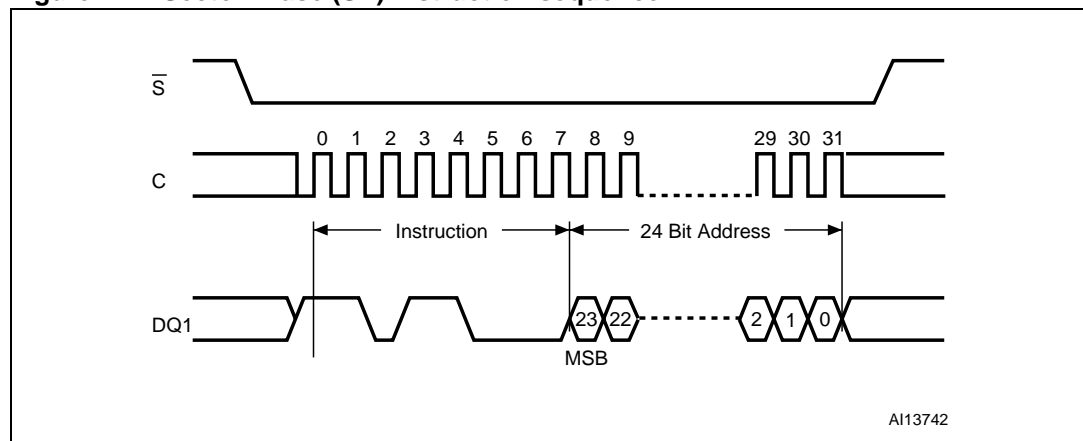 S
0 1 2 3 4 5 6 7 8 9 29 30 31
C
Instruction 24 Bit Address
DQ1
23 22 2 1 0
MSB
AI13742